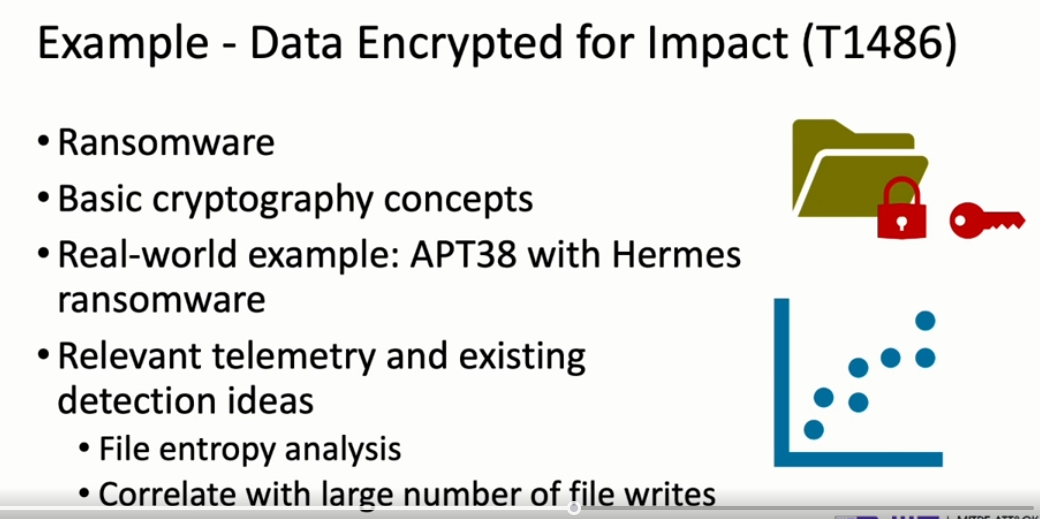 Example - Data Encrypted for Impact (T1486)
• Ransomware
• Basic cryptography concepts
• Real-world example: APT38 with Hermes
ransomware
• Relevant telemetry and existing
detection ideas
• File entropy analysis
• Correlate with large number of file writes